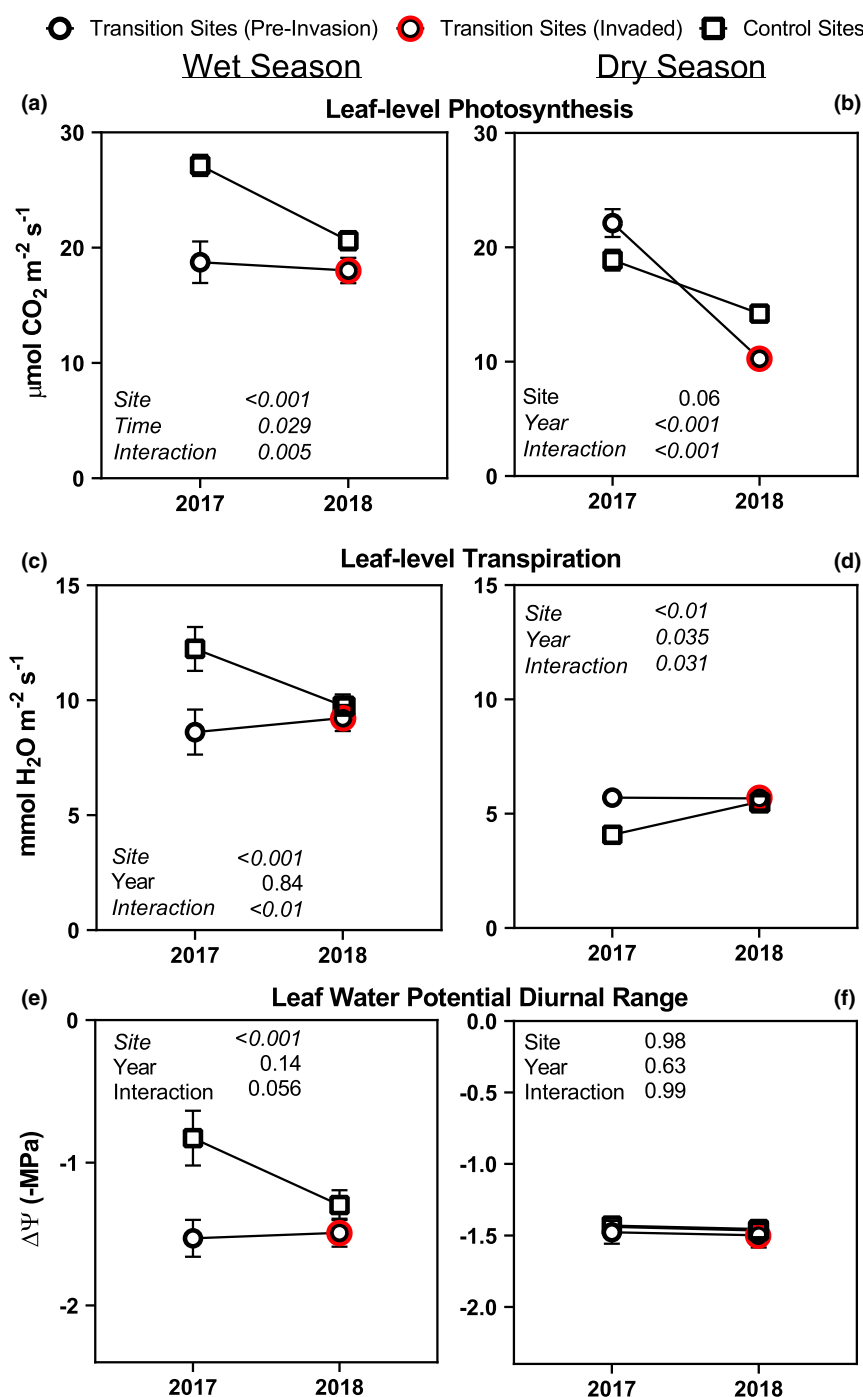 Transition Sites (Pre-Invasion) Transition Sites (Invaded) Control Sites
Wet Season Dry Season
(a) Leaf-level Photosynthesis (b)
μmol CO₂ m⁻² s⁻¹
30
20
10
0
Site <0.001
Time 0.029
Interaction 0.005
2017 2018
30
20
10
0
Site 0.06
Year <0.001
Interaction <0.001
2017 2018
(c) Leaf-level Transpiration (d)
mmol H₂O m⁻² s⁻¹
15
10
5
0
Site <0.001
Year 0.84
Interaction <0.01
2017 2018
15
10
5
0
Site <0.01
Year 0.035
Interaction 0.031
2017 2018
(e) Leaf Water Potential Diurnal Range (f)
ΔΨ (-MPa)
0
-1
-2
Site <0.001
Year 0.14
Interaction 0.056
2017 2018
0.0
-0.5
-1.0
-1.5
-2.0
Site 0.98
Year 0.63
Interaction 0.99
2017 2018